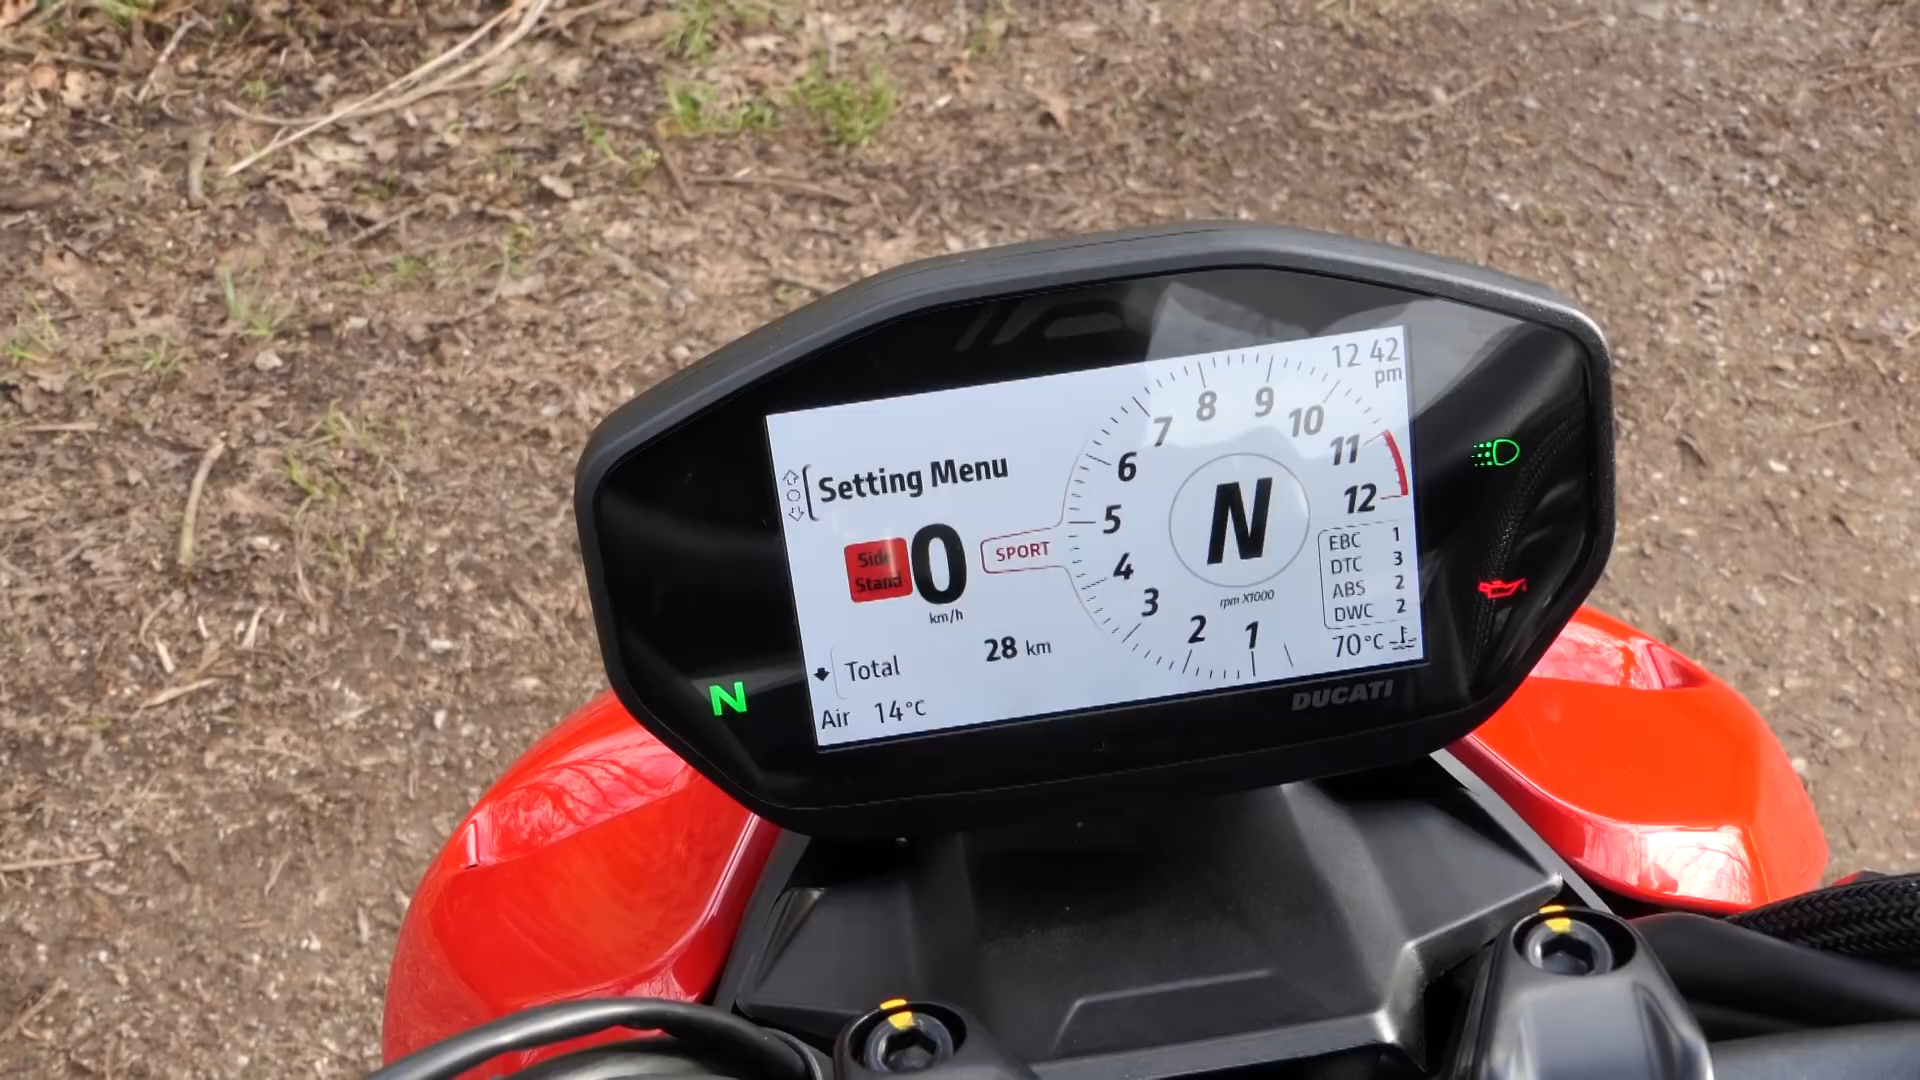 12 42
pm
Setting Menu
Side
Stand
0
km/h
SPORT
1
2
3
4
5
6
7
8
9
10
11
12
N
rpm X1000
EBC 1
DTC 3
ABS 2
DWC 2
28 km
Total
70°C
Air 14°C
N
DUCATI